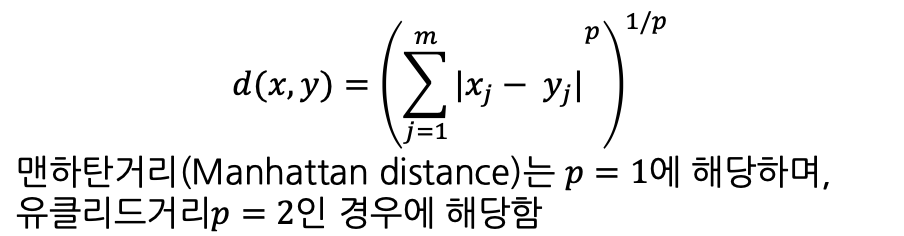 d(x, y) = (∑_{j=1}^{m} |x_j − y_j|^p)^{1/p}
맨하탄거리(Manhattan distance)는 p = 1에 해당하며,
유클리드거리p = 2인 경우에 해당함